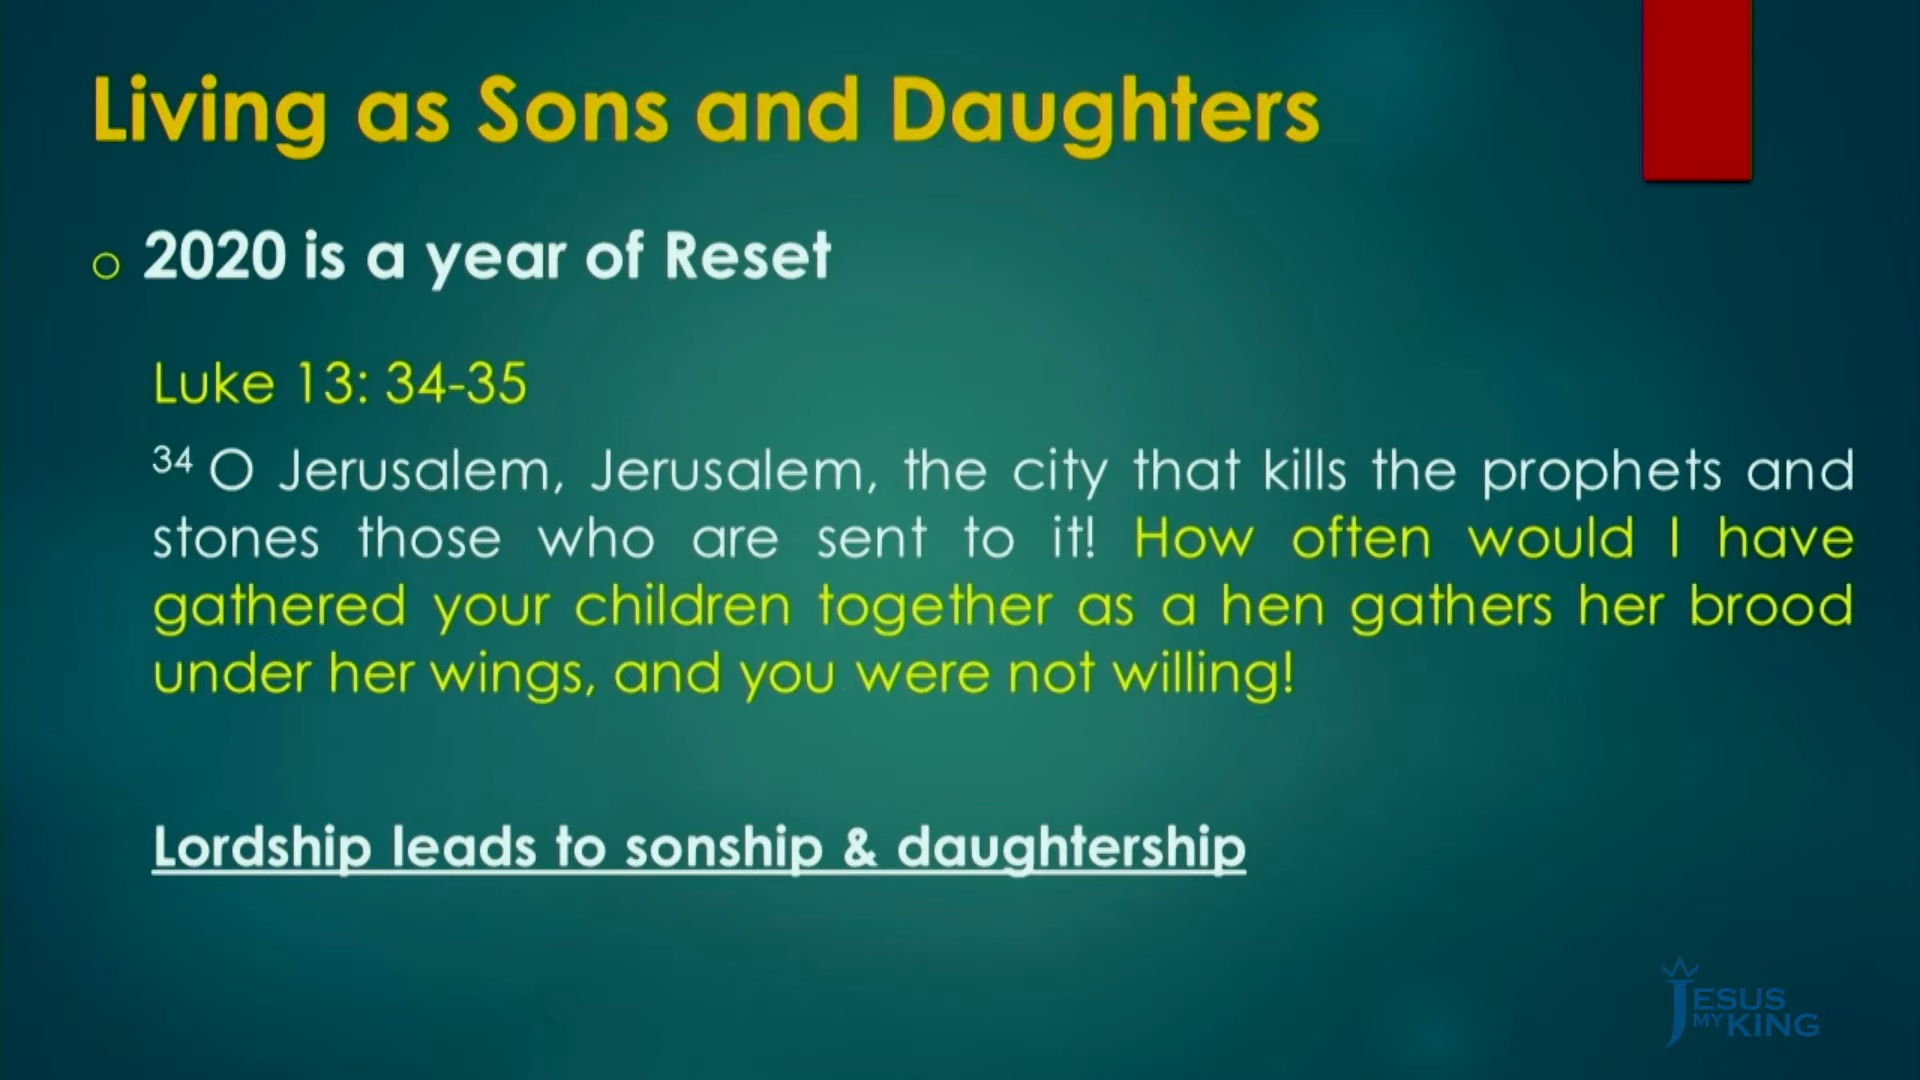 Living as Sons and Daughters
o 2020 is a year of Reset
Luke 13: 34-35
34 O Jerusalem, Jerusalem, the city that kills the prophets and
stones those who are sent to it! How often would I have
gathered your children together as a hen gathers her brood
under her wings, and you were not willing!
Lordship leads to sonship & daughtership
JESUS
MY KING